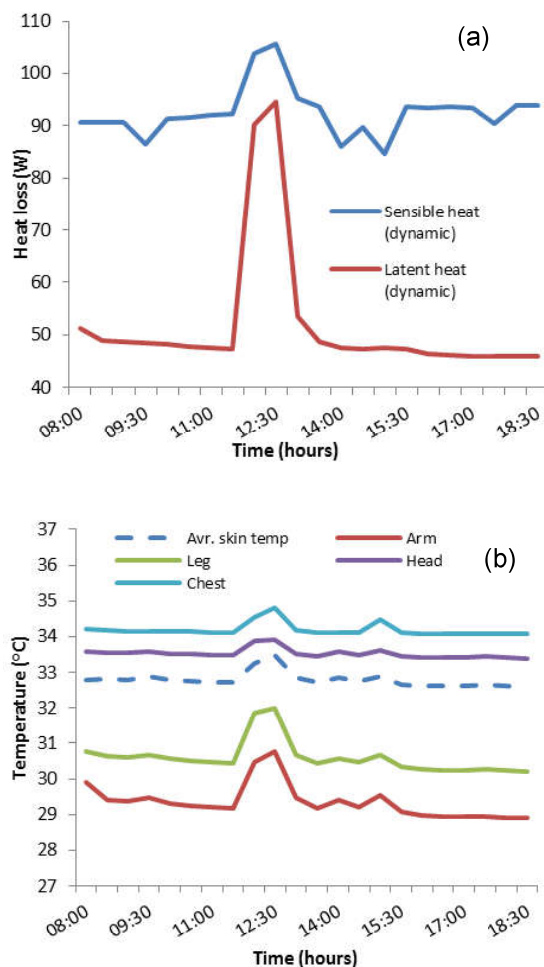 (a)
110
100
90
80
70
60
50
40
Heat loss (W)
Sensible heat
(dynamic)
Latent heat
(dynamic)
08:00
09:30
11:00
12:30
14:00
15:30
17:00
18:30
Time (hours)
(b)
37
36
35
34
33
32
31
30
29
28
27
Temperature (°C)
Avr. skin temp
Arm
Leg
Head
Chest
08:00
09:30
11:00
12:30
14:00
15:30
17:00
18:30
Time (hours)